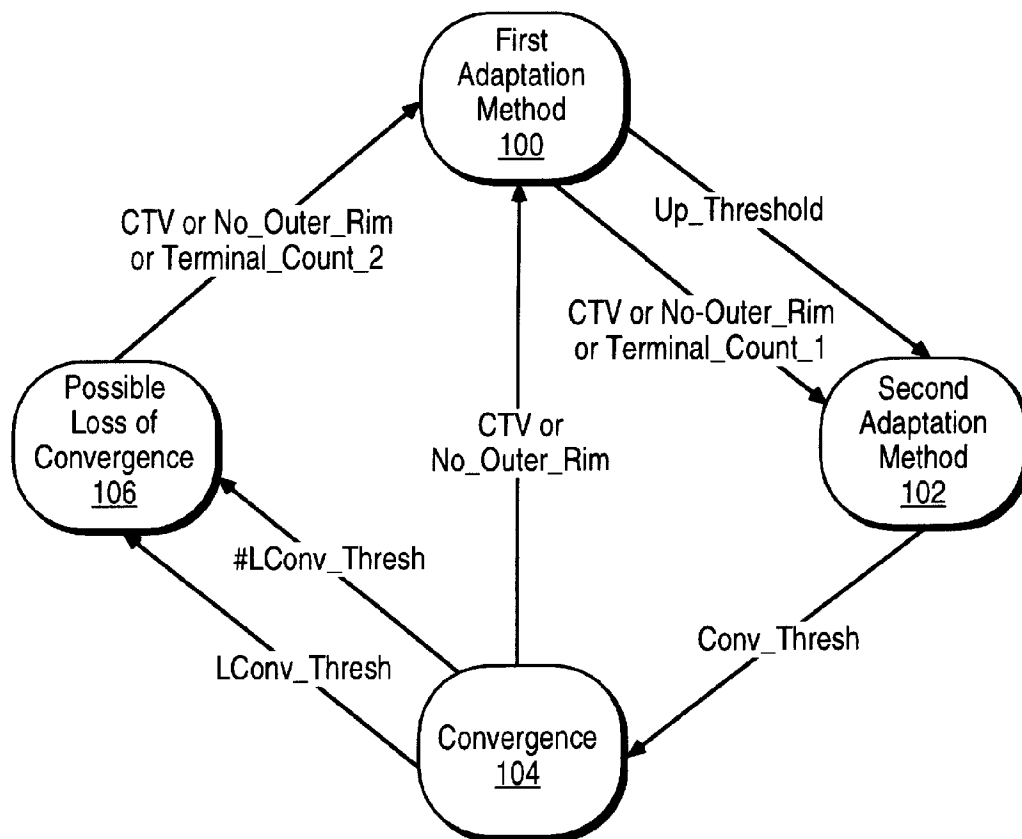 First
Adaptation
Method
100
CTV or No_Outer_Rim
or Terminal_Count_2
Up_Threshold
CTV or No-Outer_Rim
or Terminal_Count_1
Possible
Loss of
Convergence
106
CTV or
No_Outer_Rim
Second
Adaptation
Method
102
#LConv_Thresh
LConv_Thresh
Conv_Thresh
Convergence
104